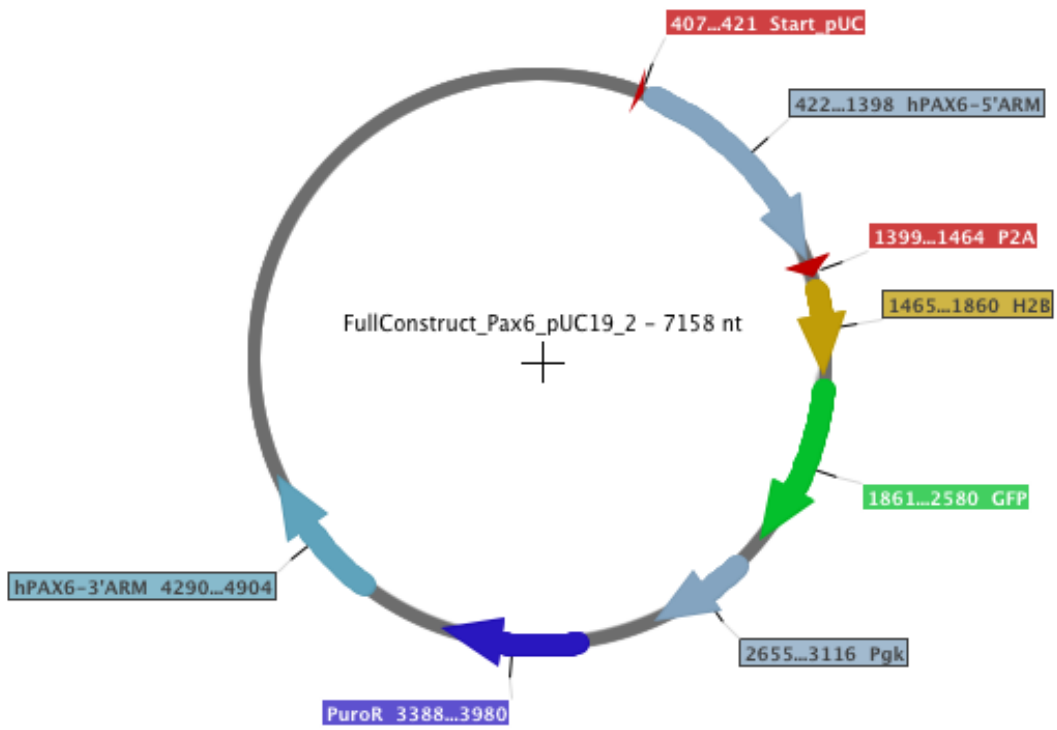 407...421 Start_pUC
422...1398 hPAX6-5'ARM
1399...1464 P2A
1465...1860 H2B
FullConstruct_Pax6_pUC19_2 - 7158 nt
1861...2580 GFP
hPAX6-3'ARM 4290...4904
2655...3116 Pgk
PuroR 3388...3980